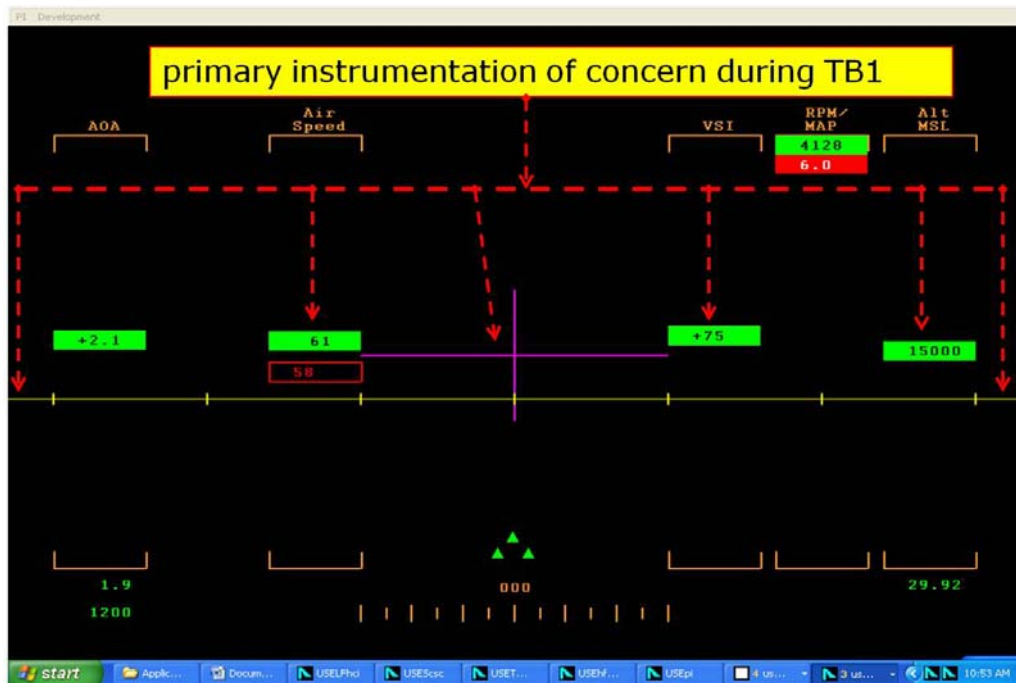 PI Development
primary instrumentation of concern during TB1
AOA
Air
Speed
VSI
RPM/
MAP
Alt
MSL
4128
6.0
+2.1
61
58
+75
15000
1.9
1200
000
29.92
start
Applic...
Docum...
USELPhci
USEScsc
USET...
USEhf...
USEpi
4 us...
3 us...
10:53 AM